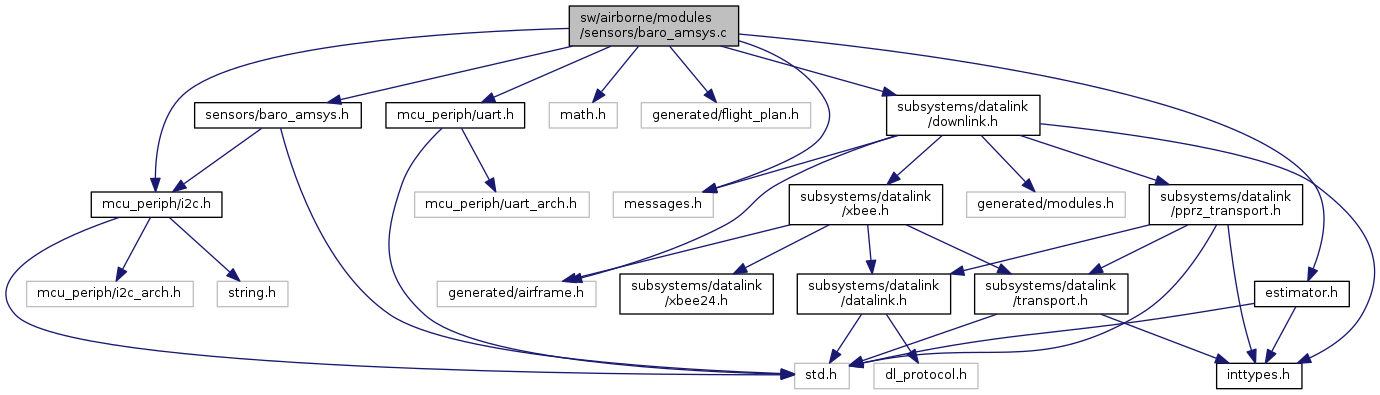 sw/airborne/modules
/sensors/baro_amsys.c
sensors/baro_amsys.h
mcu_periph/uart.h
math.h
generated/flight_plan.h
subsystems/datalink
/downlink.h
mcu_periph/i2c.h
mcu_periph/uart_arch.h
messages.h
subsystems/datalink
/xbee.h
generated/modules.h
subsystems/datalink
/pprz_transport.h
mcu_periph/i2c_arch.h
string.h
generated/airframe.h
subsystems/datalink
/xbee24.h
subsystems/datalink
/datalink.h
subsystems/datalink
/transport.h
estimator.h
std.h
dl_protocol.h
inttypes.h